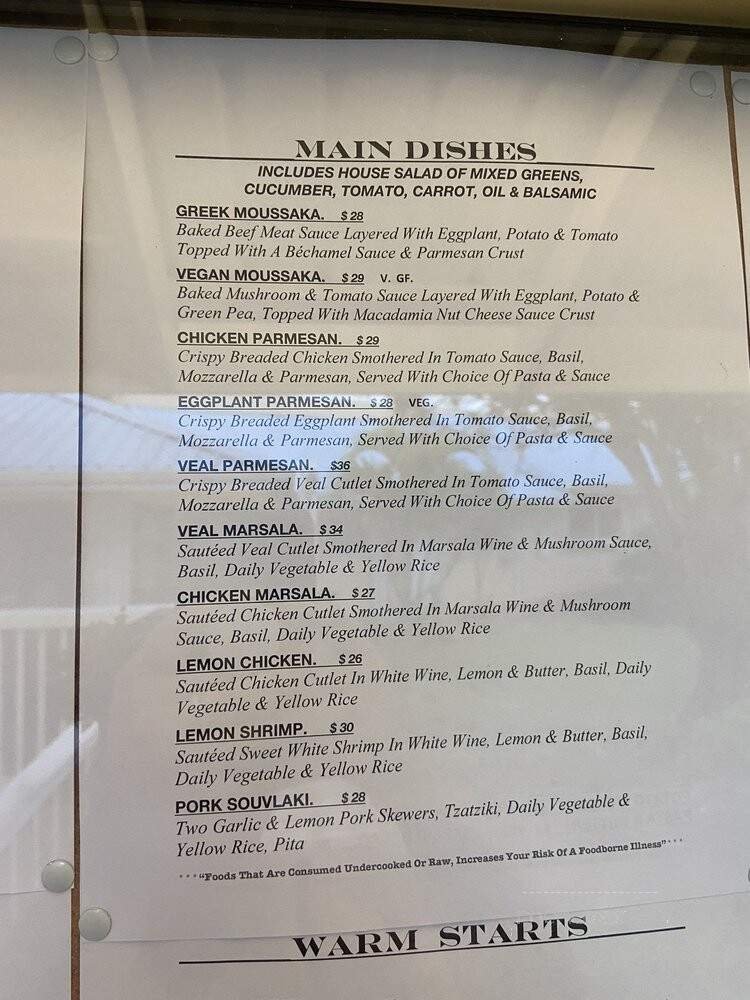 MAIN DISHES
INCLUDES HOUSE SALAD OF MIXED GREENS,
CUCUMBER, TOMATO, CARROT, OIL & BALSAMIC
GREEK MOUSSAKA. $28
Baked Beef Meat Sauce Layered With Eggplant, Potato & Tomato
Topped With A Béchamel Sauce & Parmesan Crust
VEGAN MOUSSAKA. $29 V. GF.
Baked Mushroom & Tomato Sauce Layered With Eggplant, Potato &
Green Pea, Topped With Macadamia Nut Cheese Sauce Crust
CHICKEN PARMESAN. $29
Crispy Breaded Chicken Smothered In Tomato Sauce, Basil,
Mozzarella & Parmesan, Served With Choice Of Pasta & Sauce
EGGPLANT PARMESAN. $28 VEG.
Crispy Breaded Eggplant Smothered In Tomato Sauce, Basil,
Mozzarella & Parmesan, Served With Choice Of Pasta & Sauce
VEAL PARMESAN. $36
Crispy Breaded Veal Cutlet Smothered In Tomato Sauce, Basil,
Mozzarella & Parmesan, Served With Choice Of Pasta & Sauce
VEAL MARSALA. $34
Sautéed Veal Cutlet Smothered In Marsala Wine & Mushroom Sauce,
Basil, Daily Vegetable & Yellow Rice
CHICKEN MARSALA. $27
Sautéed Chicken Cutlet Smothered In Marsala Wine & Mushroom
Sauce, Basil, Daily Vegetable & Yellow Rice
LEMON CHICKEN. $26
Sautéed Chicken Cutlet In White Wine, Lemon & Butter, Basil, Daily
Vegetable & Yellow Rice
LEMON SHRIMP. $30
Sautéed Sweet White Shrimp In White Wine, Lemon & Butter, Basil,
Daily Vegetable & Yellow Rice
PORK SOUVLAKI. $28
Two Garlic & Lemon Pork Skewers, Tzatziki, Daily Vegetable &
Yellow Rice, Pita
***"Foods That Are Consumed Undercooked Or Raw, Increases Your Risk Of A Foodborne Illness"***
WARM STARTS